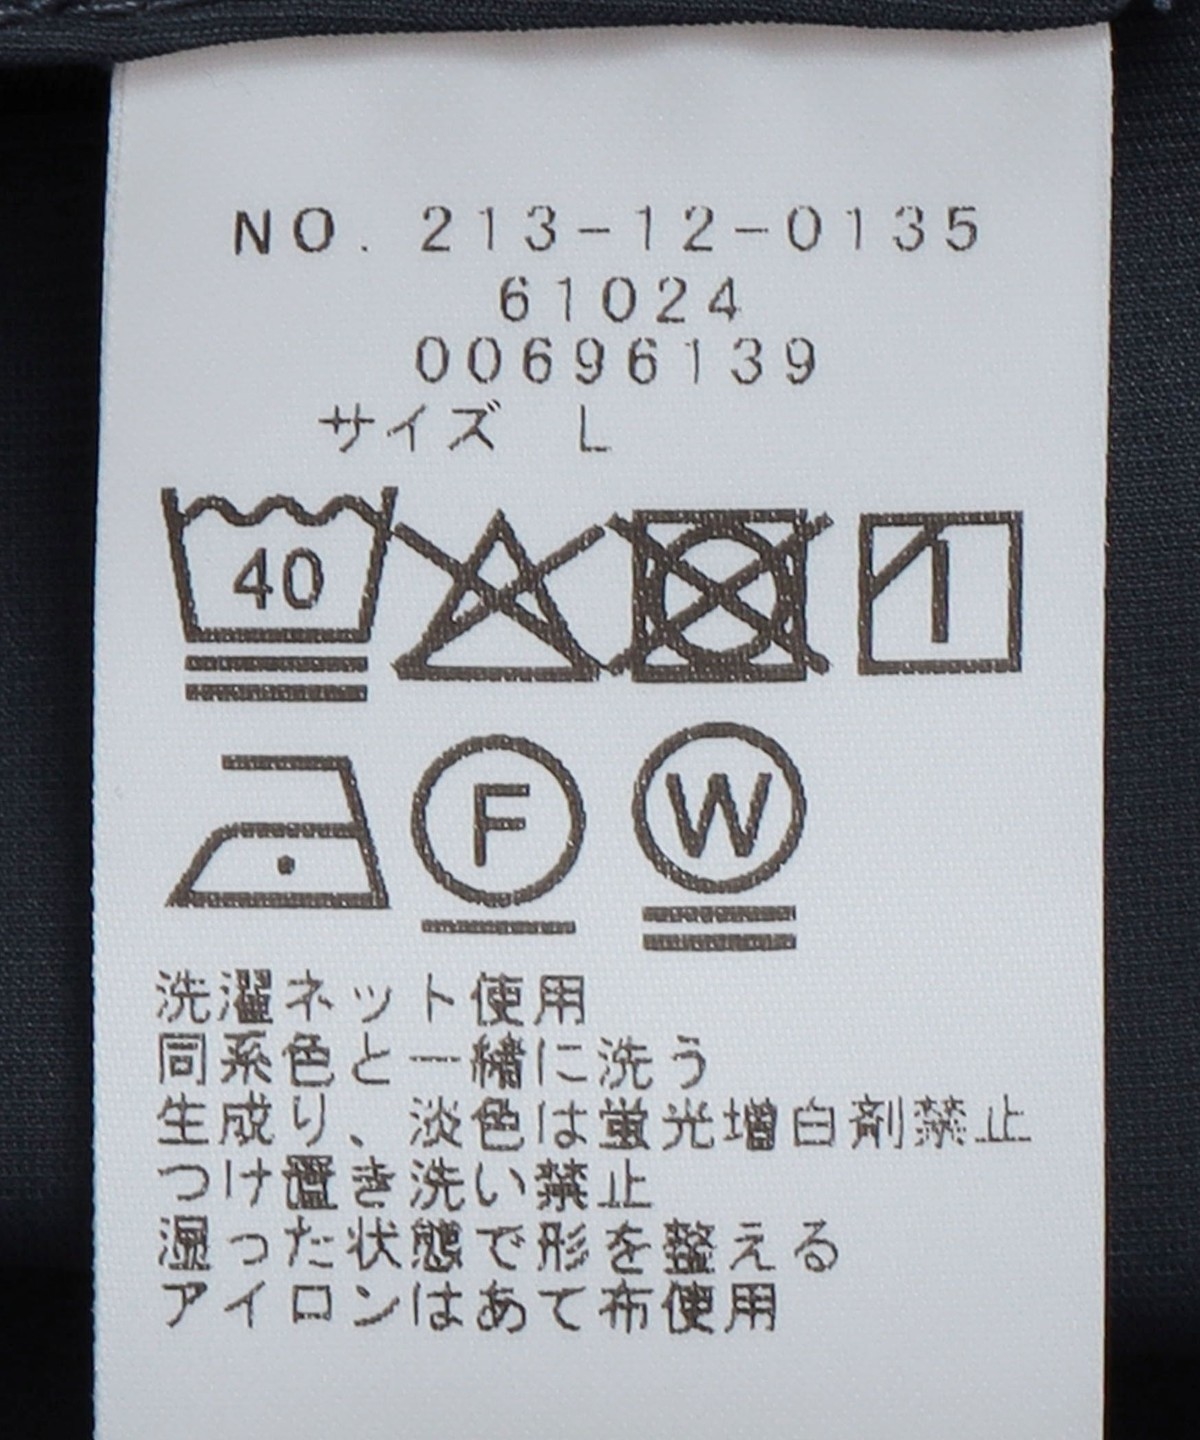 NO. 213-12-0135
61024
00696139
サイズ L
40
F
W
洗濯ネット使用
同系色と一緒に洗う
生成り、淡色は蛍光増白剤禁止
つけ置き洗い禁止
湿った状態で形を整える
アイロンはあて布使用